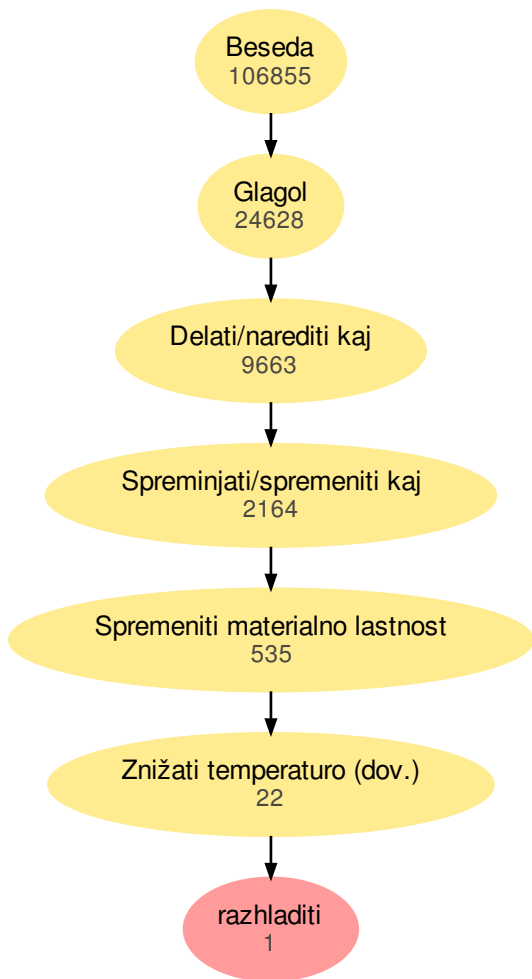 Beseda
106855
Glagol
24628
Delati/narediti kaj
9663
Spreminjati/spremeniti kaj
2164
Spremeniti materialno lastnost
535
Znižati temperaturo (dov.)
22
razhladiti
1